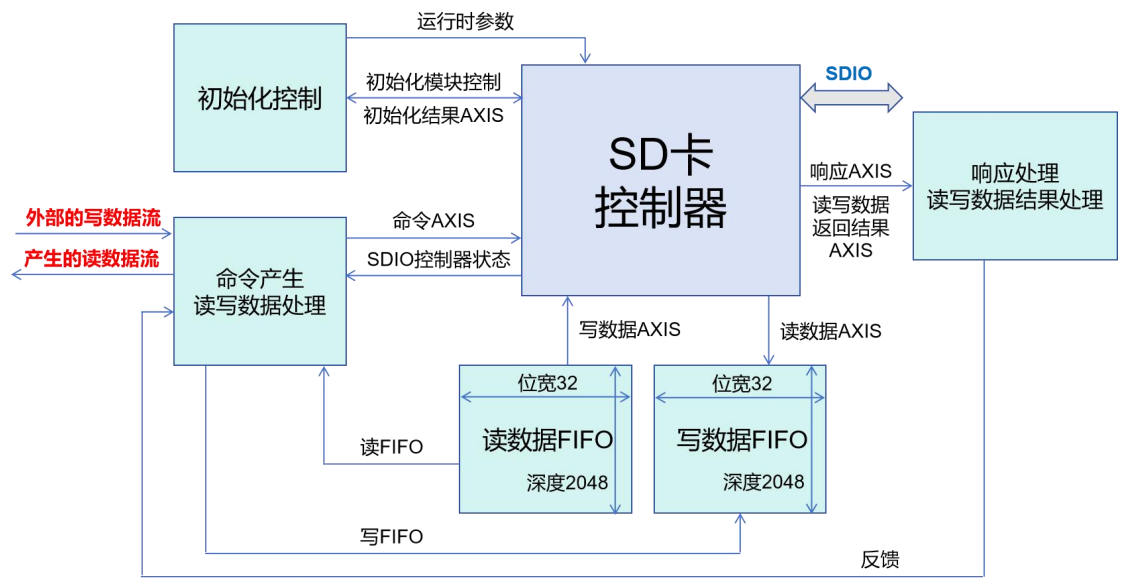 运行时参数
初始化控制
初始化模块控制
初始化结果AXIS
SD卡
控制器
SDIO
响应AXIS
读写数据
返回结果
AXIS
响应处理
读写数据结果处理
外部的写数据流
产生的读数据流
命令产生
读写数据处理
命令AXIS
SDIO控制器状态
写数据AXIS
读数据AXIS
位宽32
读数据FIFO
深度2048
位宽32
写数据FIFO
深度2048
读FIFO
写FIFO
反馈